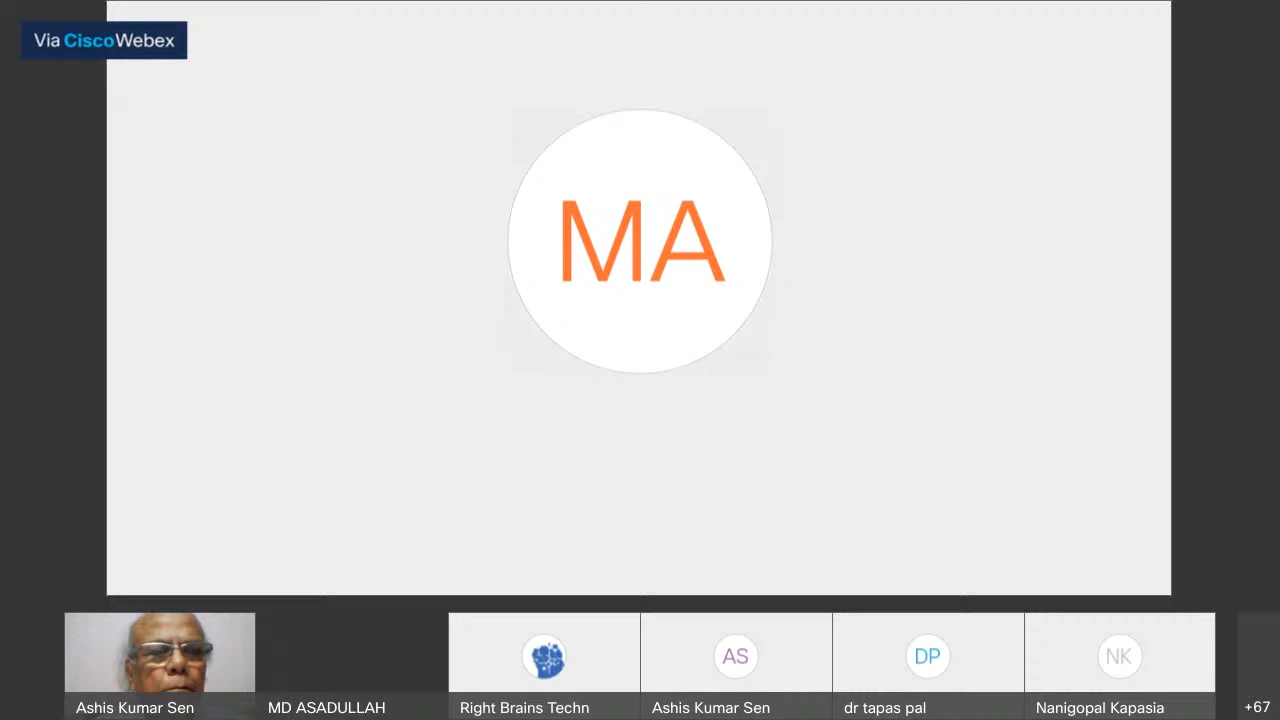 Via CiscoWebex
MA
AS
DP
NK
Ashis Kumar Sen
MD ASADULLAH
Right Brains Techn
Ashis Kumar Sen
dr tapas pal
Nanigopal Kapasia
+67